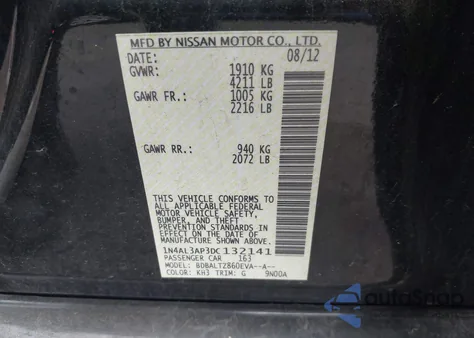 MFD BY NISSAN MOTOR CO., LTD.
DATE: 08/12
GVWR: 1910 KG
4211 LB
GAWR FR.: 1005 KG
2216 LB
GAWR RR.: 940 KG
2072 LB
THIS VEHICLE CONFORMS
TO ALL APPLICABLE FEDERAL
MOTOR VEHICLE SAFETY,
BUMPER, AND THEFT
PREVENTION STANDARDS IN
EFFECT ON THE DATE OF
MANUFACTURE SHOWN ABOVE.
1N4AL3AP3DC132141
PASSENGER CAR 163
MODEL: BDBALTZ860EVA--A--
COLOR: KH3 TRIM: G 9N00A
autoSnap